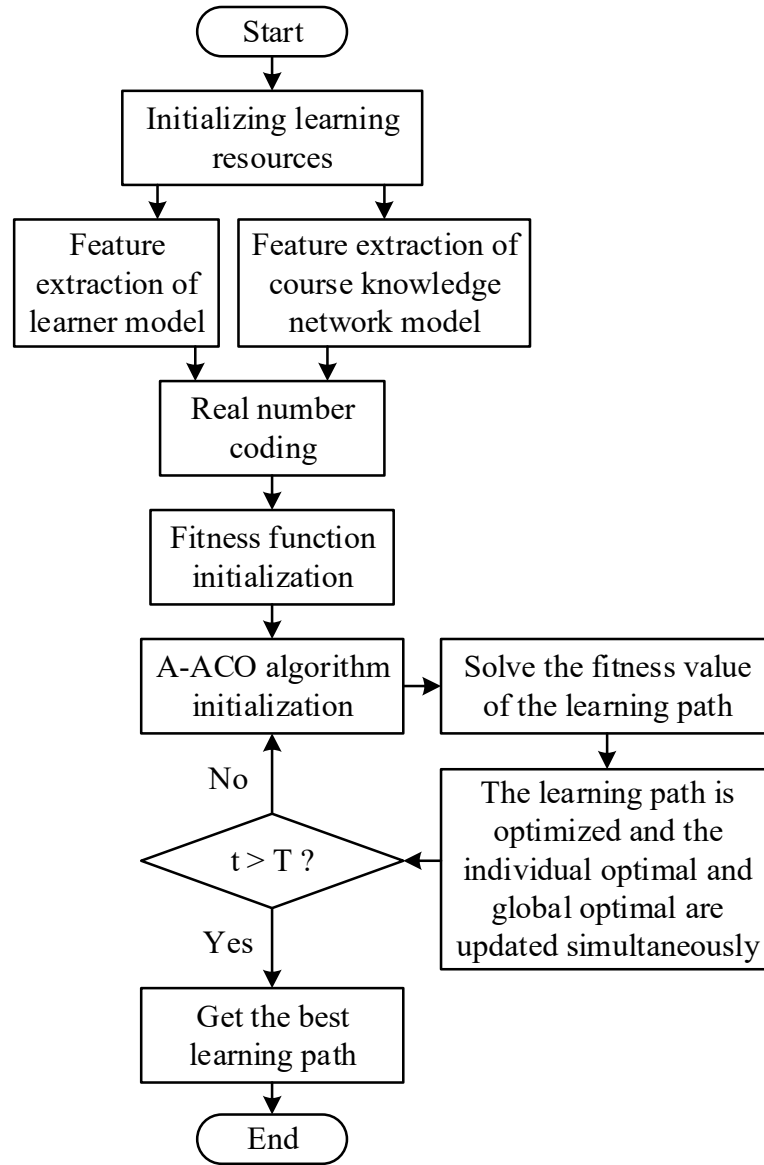 Start
Initializing learning
resources
Feature
extraction of
learner model
Feature extraction of
course knowledge
network model
Real number
coding
Fitness function
initialization
A-ACO algorithm
initialization
Solve the fitness value
of the learning path
The learning path is
optimized and the
individual optimal and
global optimal are
updated simultaneously
No
t > T ?
Yes
Get the best
learning path
End